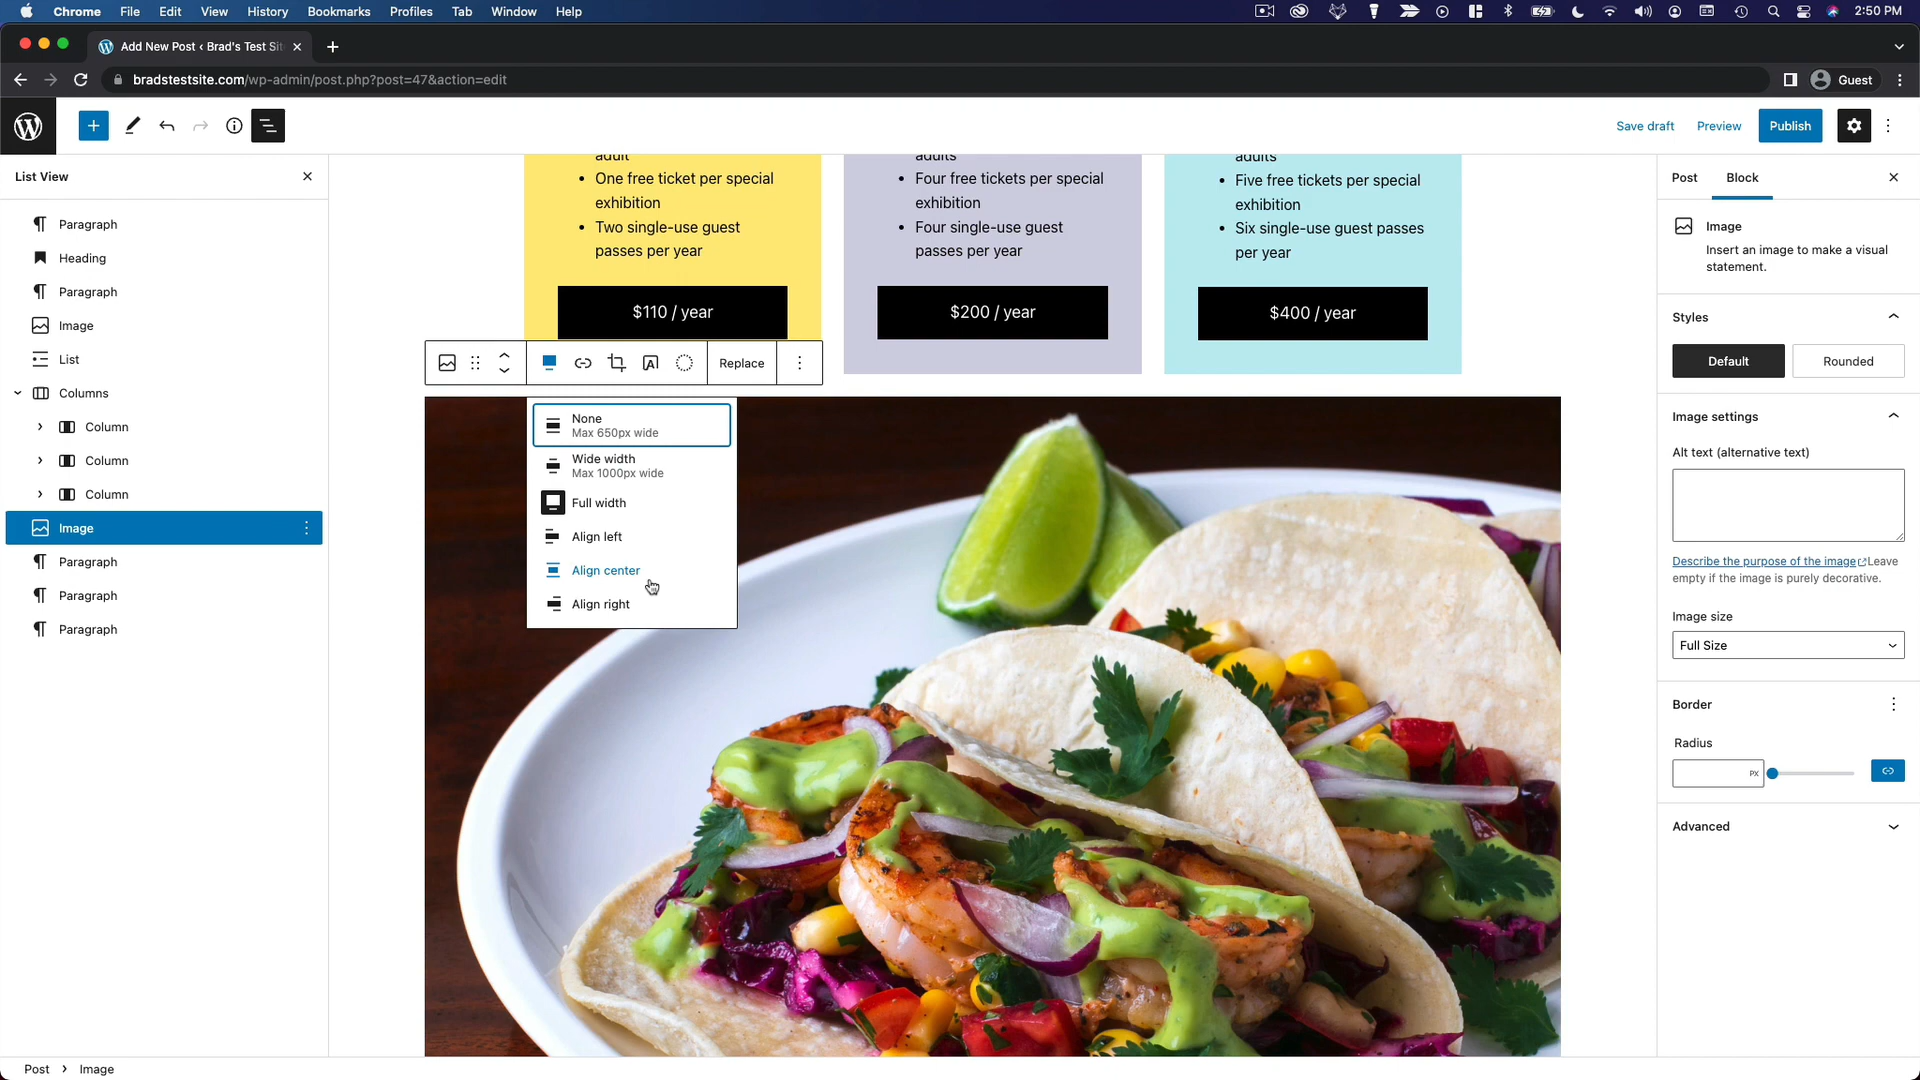 Chrome File Edit View History Bookmarks Profiles Tab Window Help 2:50 PM
Add New Post ‹ Brad's Test Sit
bradstestsite.com/wp-admin/post.php?post=47&action=edit Guest
Save draft Preview Publish
List View
Paragraph
Heading
Paragraph
Image
List
Columns
Column
Column
Column
Image
Paragraph
Paragraph
Paragraph
adult
• One free ticket per special
exhibition
• Two single-use guest
passes per year
$110 / year
adults
• Four free tickets per special
exhibition
• Four single-use guest
passes per year
$200 / year
adults
• Five free tickets per special
exhibition
• Six single-use guest passes
per year
$400 / year
A Replace
None
Max 650px wide
Wide width
Max 1000px wide
Full width
Align left
Align center
Align right
Post Block
Image
Insert an image to make a visual
statement.
Styles
Default Rounded
Image settings
Alt text (alternative text)
Describe the purpose of the image Leave
empty if the image is purely decorative.
Image size
Full Size
Border
Radius
PX
Advanced
Post › Image